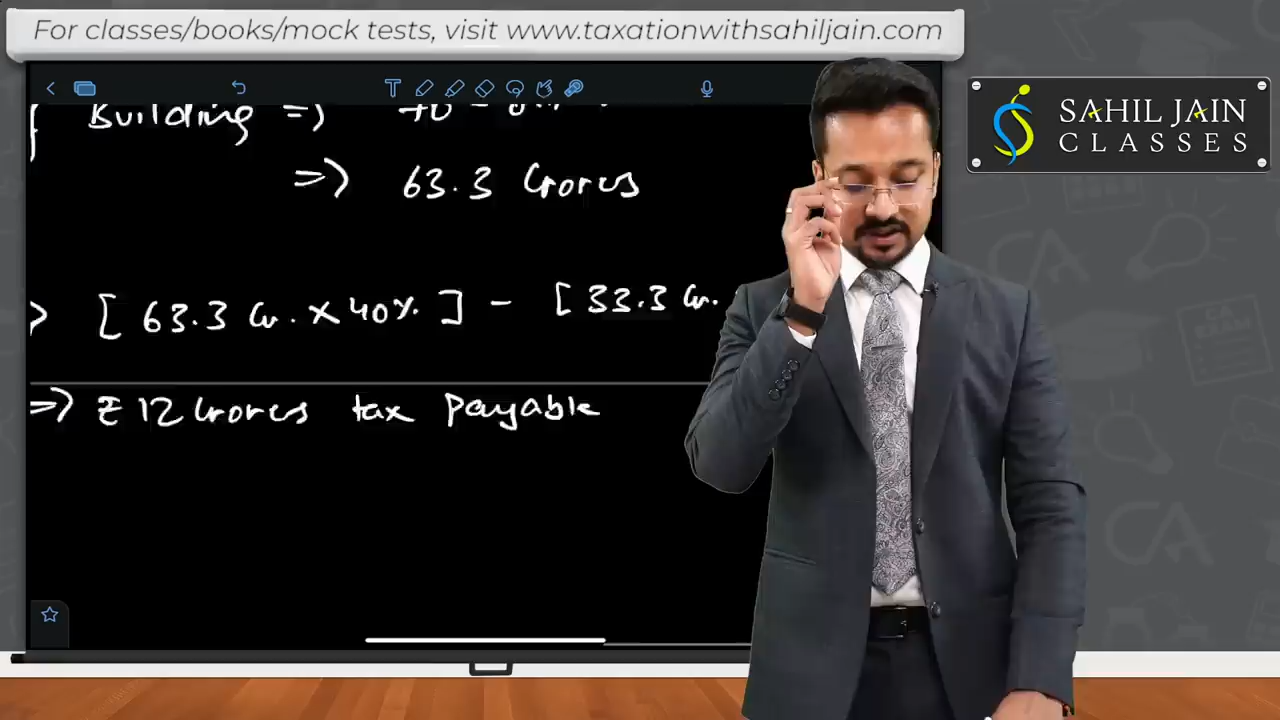 For classes/books/mock tests, visit www.taxationwithsahiljain.com
SAHIL JAIN
CLASSES
Building =>
=> 63.3 Crores
[ 63.3 Cr. X 40%. ] - [ 33.3 Cr.
=> ₹ 12 Crores tax payable